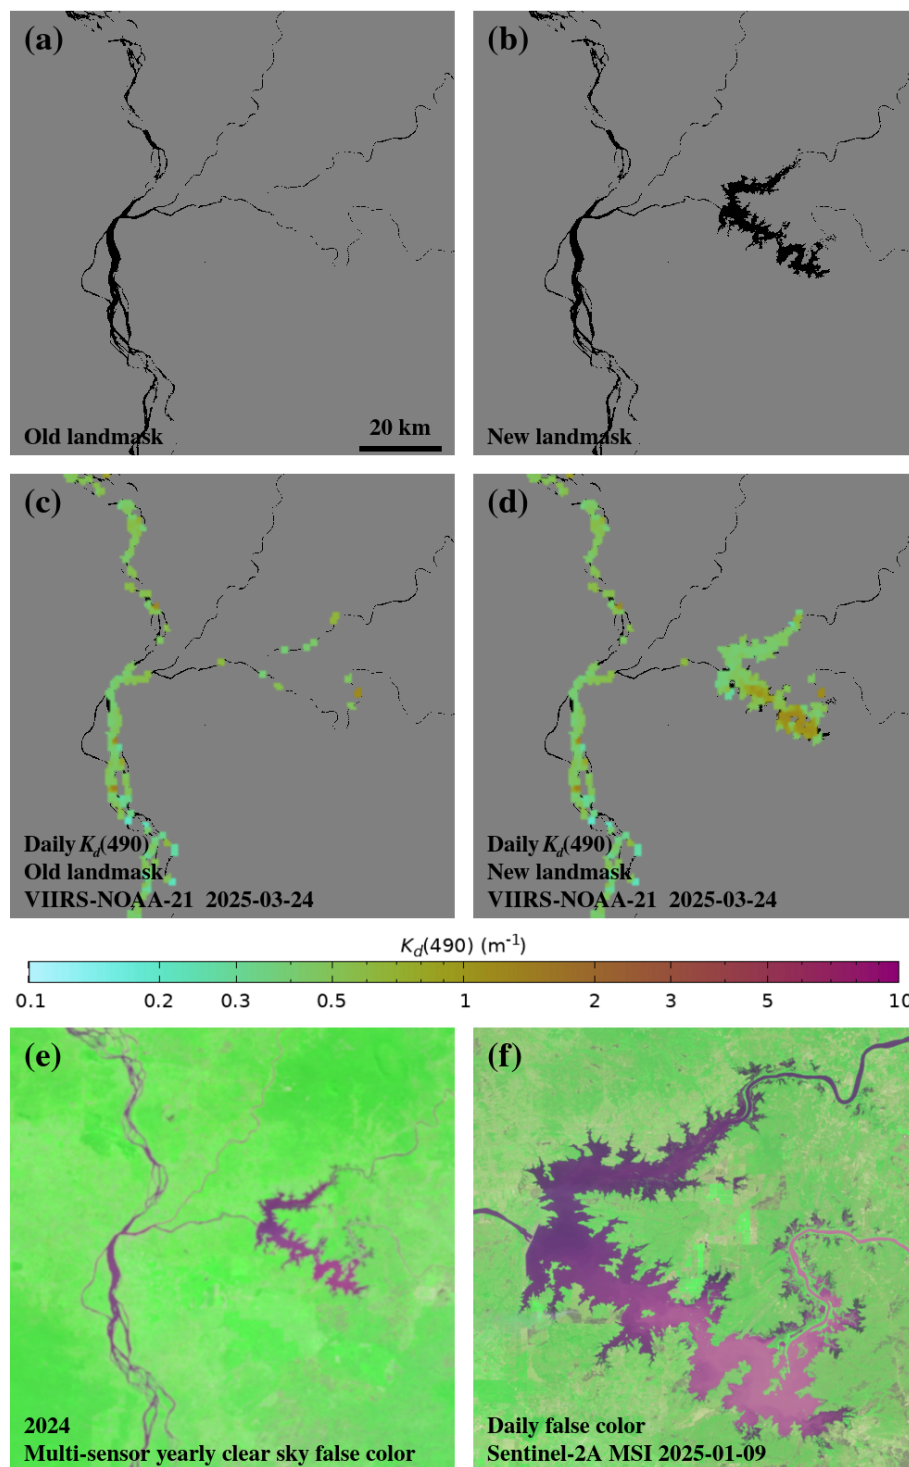 (a)
(b)
Old landmask
20 km
New landmask
(c)
(d)
Daily Kd(490)
Old landmask
VIIRS-NOAA-21 2025-03-24
Daily Kd(490)
New landmask
VIIRS-NOAA-21 2025-03-24
Kd(490) (m-1)
0.1 0.2 0.3 0.5 1 2 3 5 10
(e)
(f)
2024
Multi-sensor yearly clear sky false color
Daily false color
Sentinel-2A MSI 2025-01-09